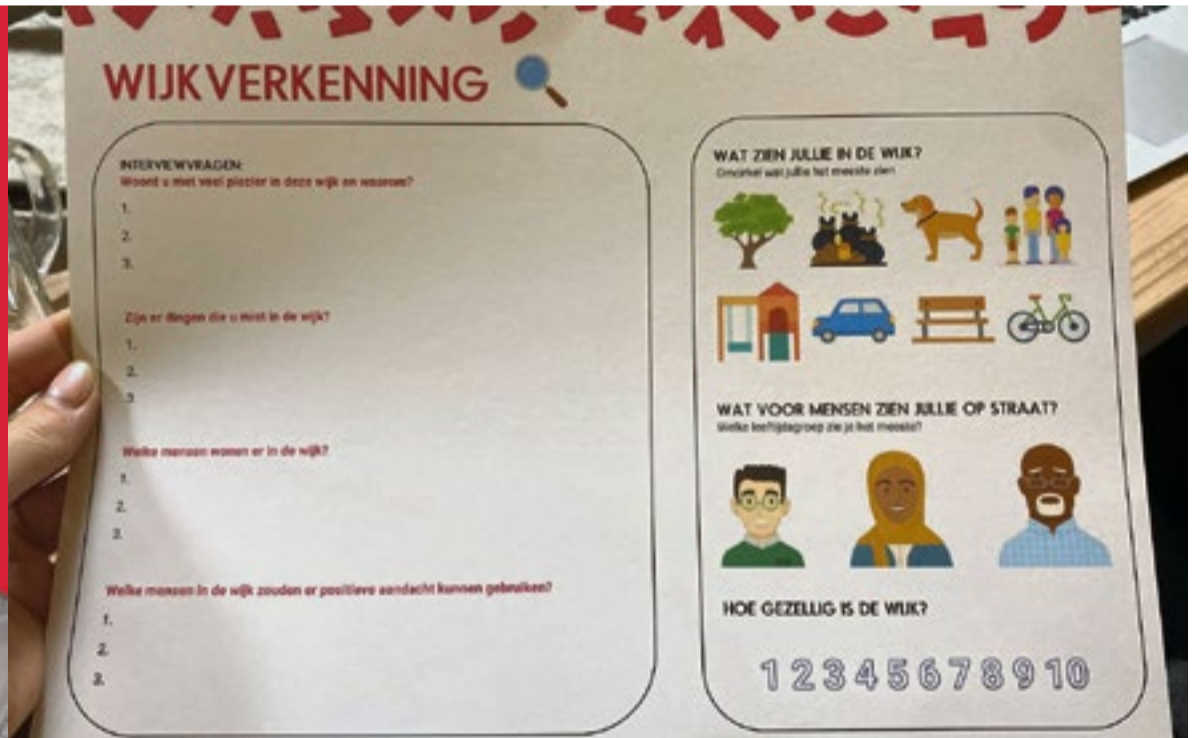 WIJKVERKENNING
INTERVIEWVRAGEN:
Woont u met veel plezier in deze wijk en waarom?
1.
2.
3.
Zijn er dingen die u mist in de wijk?
1.
2.
3
Welke mensen wonen er in de wijk?
1.
2.
3.
Welke mensen in de wijk zouden er positieve aandacht kunnen gebruiken?
1.
2.
3.
WAT ZIEN JULLIE IN DE WIJK?
Omcirkel wat jullie het meeste zien
WAT VOOR MENSEN ZIEN JULLIE OP STRAAT?
Welke leeftijdsgroep zie je het meeste?
HOE GEZELLIG IS DE WIJK?
1 2 3 4 5 6 7 8 9 10